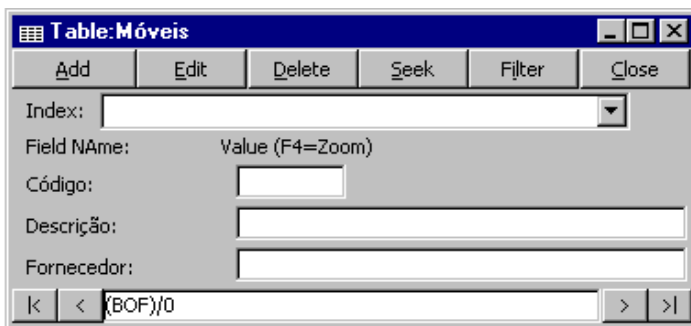 Table:Móveis
Add Edit Delete Seek Filter Close
Index:
Field NAme: Value (F4=Zoom)
Código:
Descrição:
Fornecedor:
(BOF)/0